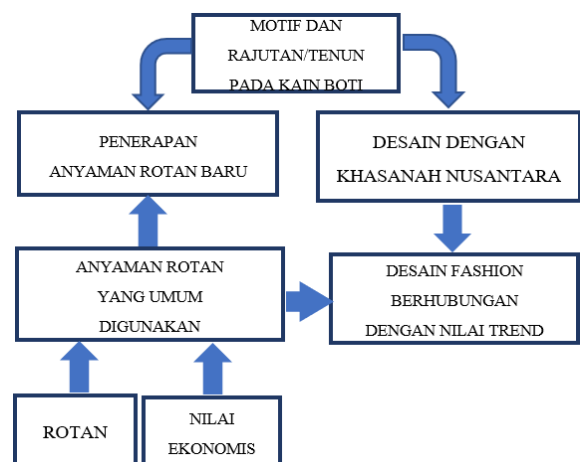 MOTIF DAN
RAJUTAN/TENUN
PADA KAIN BOTI
PENERAPAN
ANYAMAN ROTAN BARU
DESAIN DENGAN
KHASANAH NUSANTARA
ANYAMAN ROTAN
YANG UMUM
DIGUNAKAN
DESAIN FASHION
BERHUBUNGAN
DENGAN NILAI TREND
ROTAN
NILAI
EKONOMIS